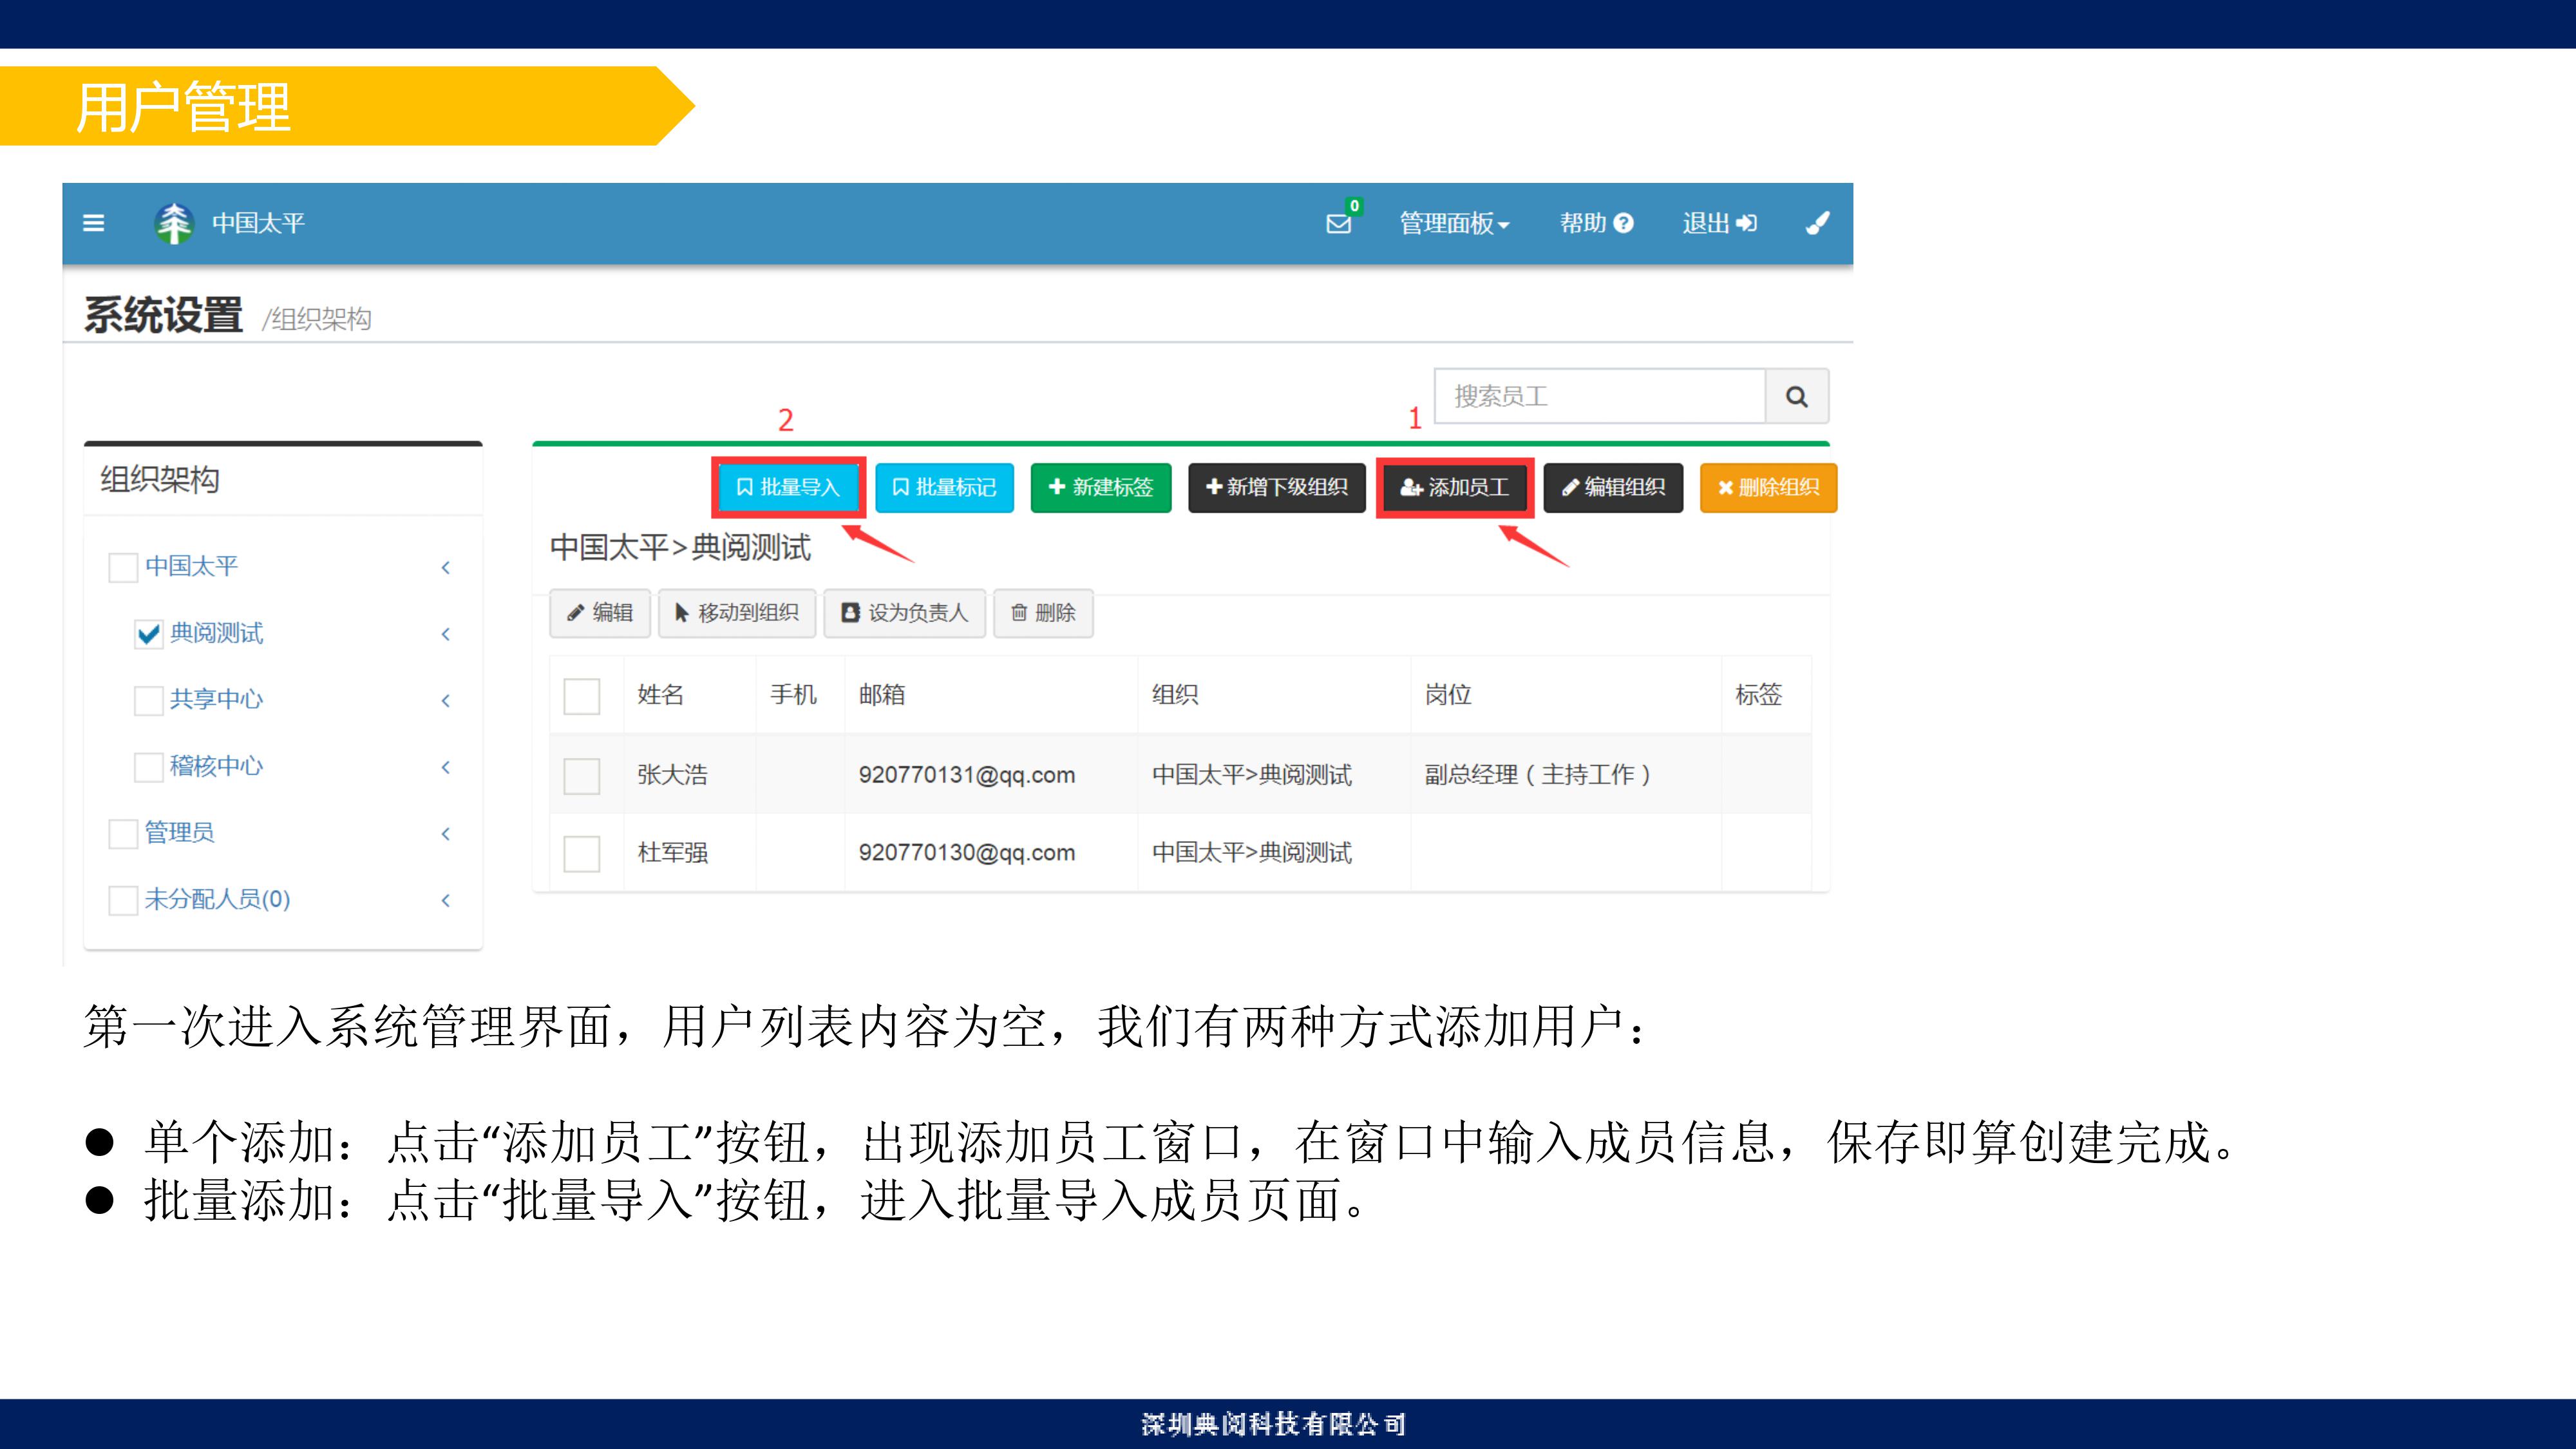 用户管理
中国太平 0 管理面板 帮助 退出
系统设置 /组织架构
搜索员工
2 1
组织架构
批量导入 批量标记 新建标签 新增下级组织 添加员工 编辑组织 删除组织
中国太平>典阅测试
中国太平
典阅测试
共享中心
稽核中心
管理员
未分配人员(0)
编辑 移动到组织 设为负责人 删除
姓名 手机 邮箱 组织 岗位 标签
张大浩 920770131@qq.com 中国太平>典阅测试 副总经理（主持工作）
杜军强 920770130@qq.com 中国太平>典阅测试
第一次进入系统管理界面，用户列表内容为空，我们有两种方式添加用户：
● 单个添加：点击“添加员工”按钮，出现添加员工窗口，在窗口中输入成员信息，保存即算创建完成。
● 批量添加：点击“批量导入”按钮，进入批量导入成员页面。
深圳典阅科技有限公司